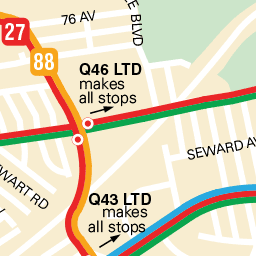 76 AV
27
88
BLVD
Q46 LTD
makes
all stops
SEWARD AV
WART RD
Q43 LTD
makes
all stops